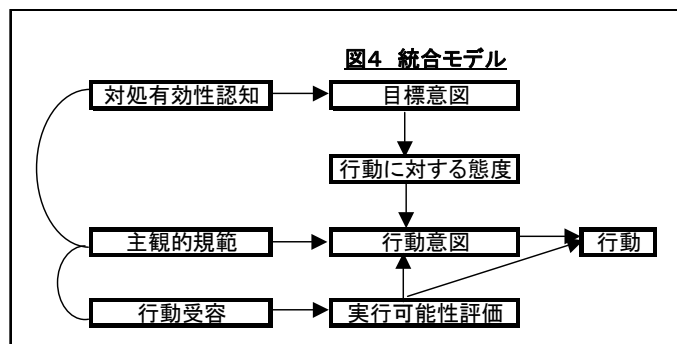 図4 統合モデル
対処有効性認知
目標意図
行動に対する態度
主観的規範
行動意図
行動
行動受容
実行可能性評価